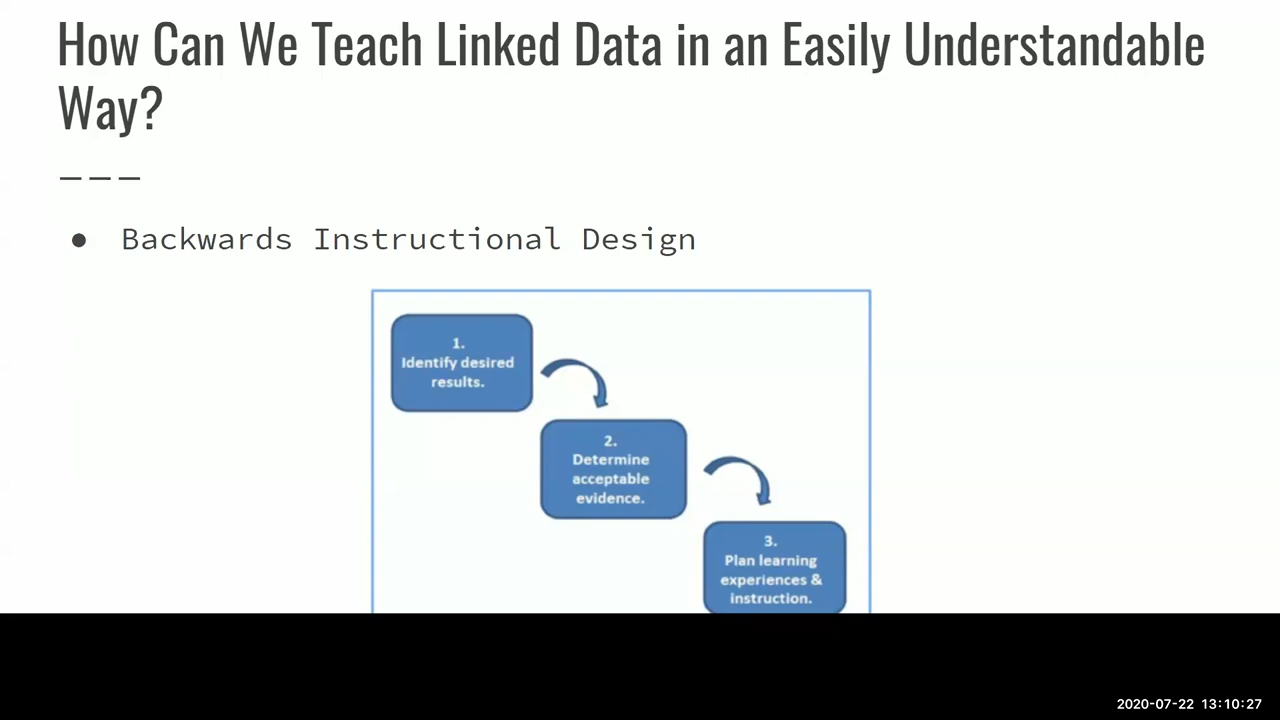 How Can We Teach Linked Data in an Easily Understandable
Way?
● Backwards Instructional Design
1.
Identify desired
results.
2.
Determine
acceptable
evidence.
3.
Plan learning
experiences &
instruction.
2020-07-22 13:10:27